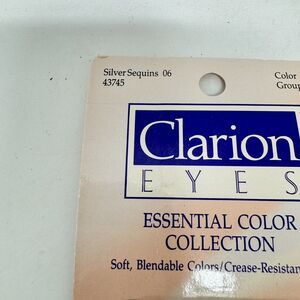 Silver Sequins 06
43745
Color
Group
Clarion
EYES
ESSENTIAL COLOR
COLLECTION
Soft, Blendable Colors/Crease-Resistan